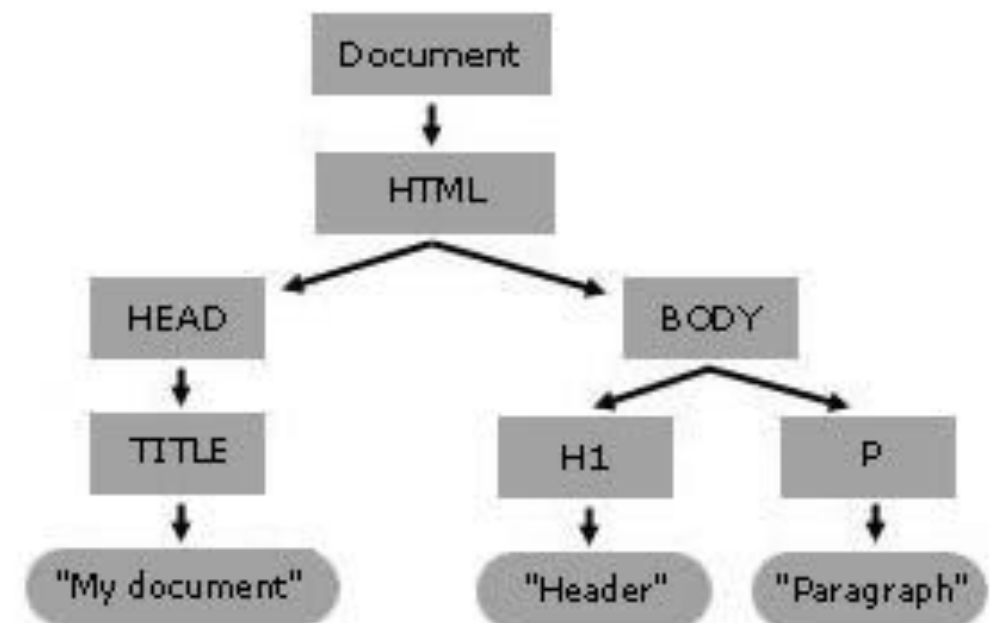 Document
HTML
HEAD
BODY
TITLE
H1
P
"My document"
"Header"
"Paragraph"